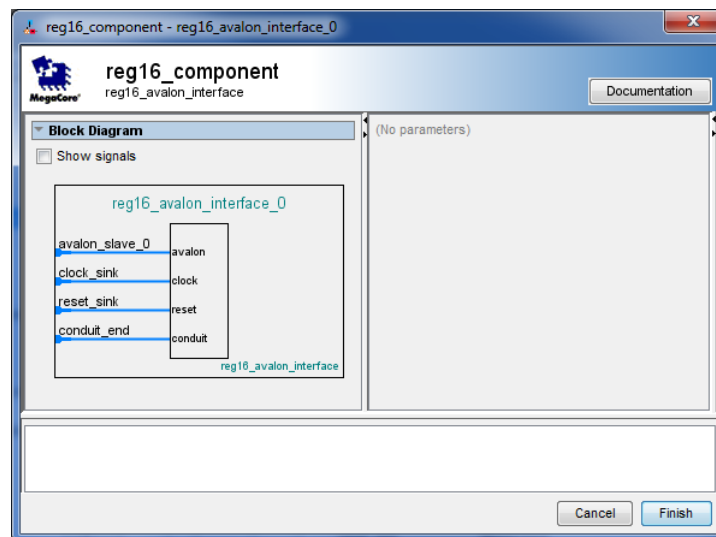 reg16_component - reg16_avalon_interface_0
MegaCore'
reg16_component
reg16_avalon_interface
Documentation
Block Diagram
Show signals
reg16_avalon_interface_0
avalon_slave_0
avalon
clock_sink
clock
reset_sink
reset
conduit_end
conduit
reg16_avalon_interface
(No parameters)
Cancel
Finish